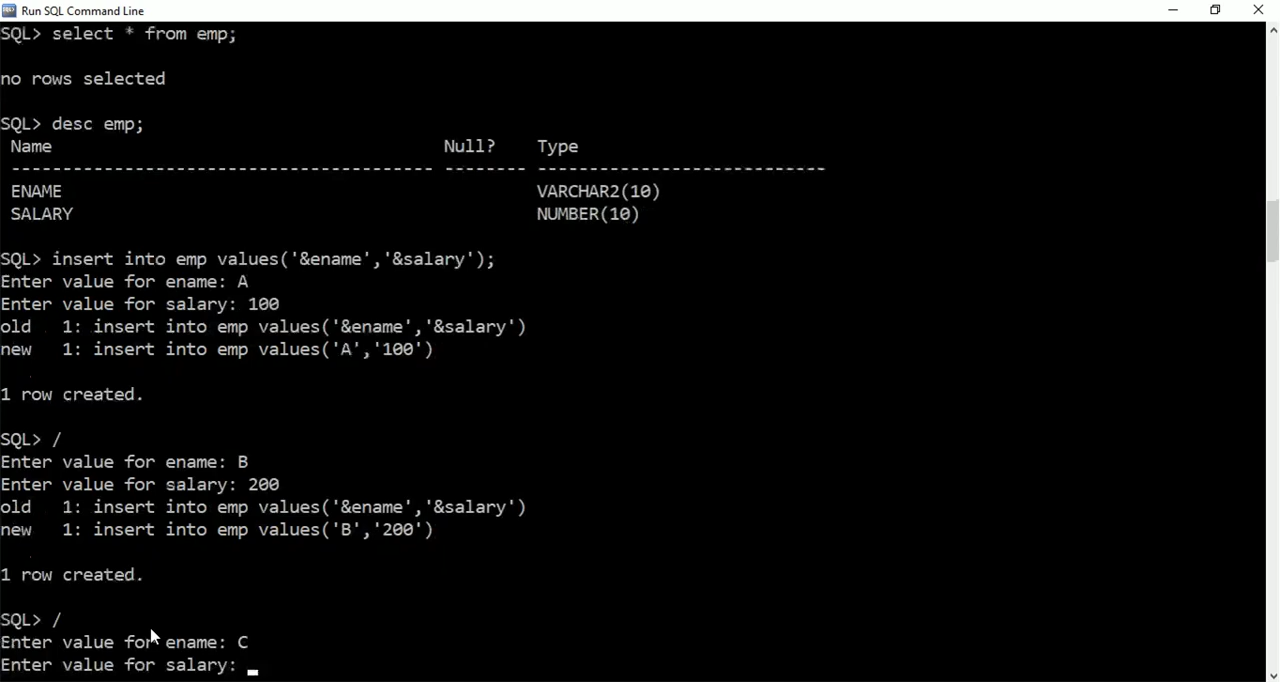 Run SQL Command Line
SQL> select * from emp;
no rows selected
SQL> desc emp;
Name Null? Type
----------------------------------------- -------- ----------------------------
ENAME VARCHAR2(10)
SALARY NUMBER(10)
SQL> insert into emp values('&ename','&salary');
Enter value for ename: A
Enter value for salary: 100
old 1: insert into emp values('&ename','&salary')
new 1: insert into emp values('A','100')
1 row created.
SQL> /
Enter value for ename: B
Enter value for salary: 200
old 1: insert into emp values('&ename','&salary')
new 1: insert into emp values('B','200')
1 row created.
SQL> /
Enter value for ename: C
Enter value for salary: